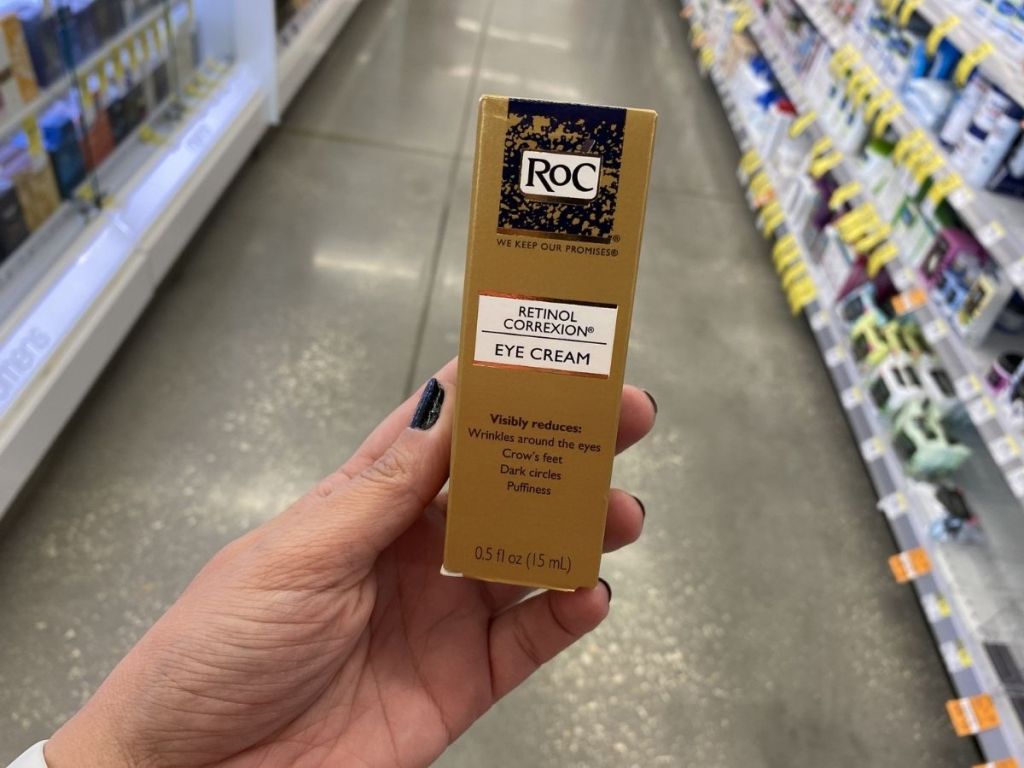 RoC
WE KEEP OUR PROMISES®
RETINOL
CORREXION®
EYE CREAM
Visibly reduces:
Wrinkles around the eyes
Crow's feet
Dark circles
Puffiness
0.5 fl oz (15 mL)